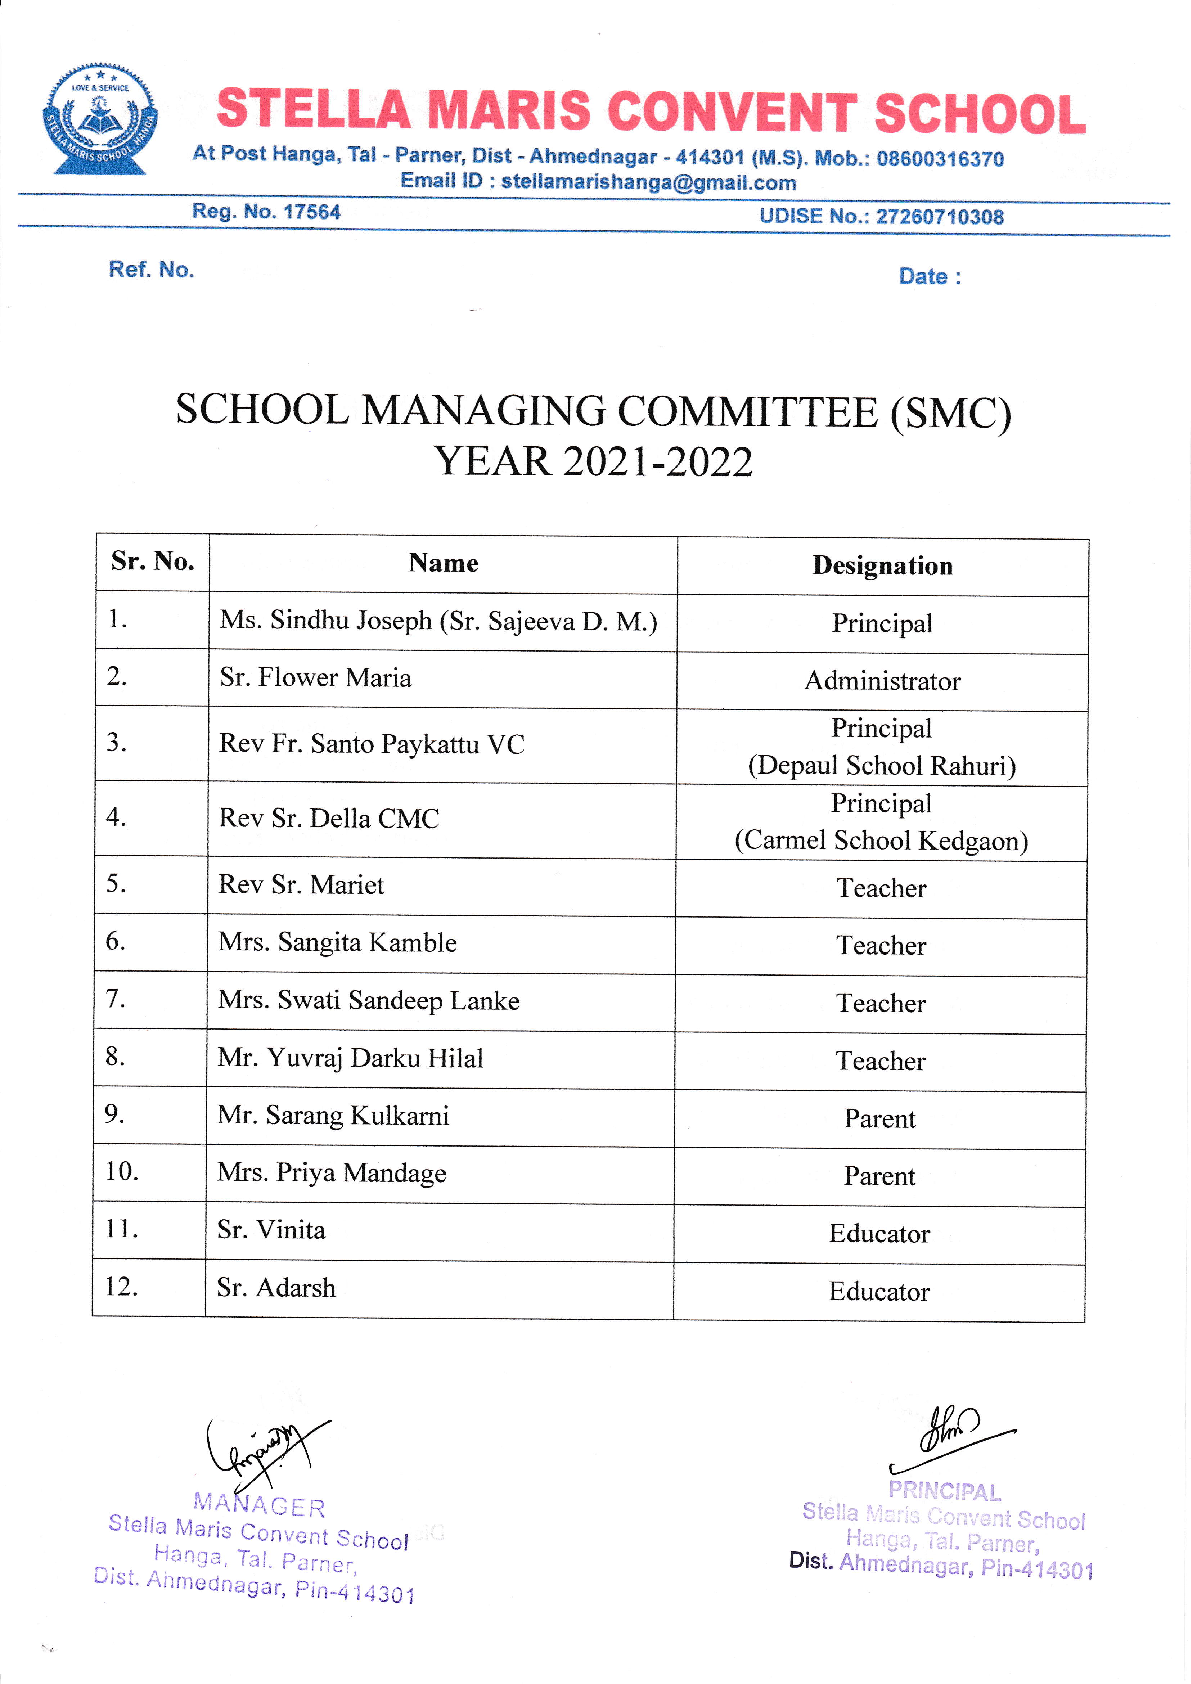 LOVE & SERVICE
STELLA MARIS SCHOOL, HANGA
STELLA MARIS CONVENT SCHOOL
At Post Hanga, Tal - Parner, Dist - Ahmednagar - 414301 (M.S). Mob.: 08600316370
Email ID : stellamarishanga@gmail.com
Reg. No. 17564 UDISE No.: 27260710308
Ref. No. Date :
SCHOOL MANAGING COMMITTEE (SMC)
YEAR 2021-2022
Sr. No. Name Designation
1. Ms. Sindhu Joseph (Sr. Sajeeva D. M.) Principal
2. Sr. Flower Maria Administrator
3. Rev Fr. Santo Paykattu VC Principal
(Depaul School Rahuri)
4. Rev Sr. Della CMC Principal
(Carmel School Kedgaon)
5. Rev Sr. Mariet Teacher
6. Mrs. Sangita Kamble Teacher
7. Mrs. Swati Sandeep Lanke Teacher
8. Mr. Yuvraj Darku Hilal Teacher
9. Mr. Sarang Kulkarni Parent
10. Mrs. Priya Mandage Parent
11. Sr. Vinita Educator
12. Sr. Adarsh Educator
MANAGER
Stella Maris Convent School
Hanga, Tal. Parner,
Dist. Ahmednagar, Pin-414301
PRINCIPAL
Stella Maris Convent School
Hanga, Tal. Parner,
Dist. Ahmednagar, Pin-414301